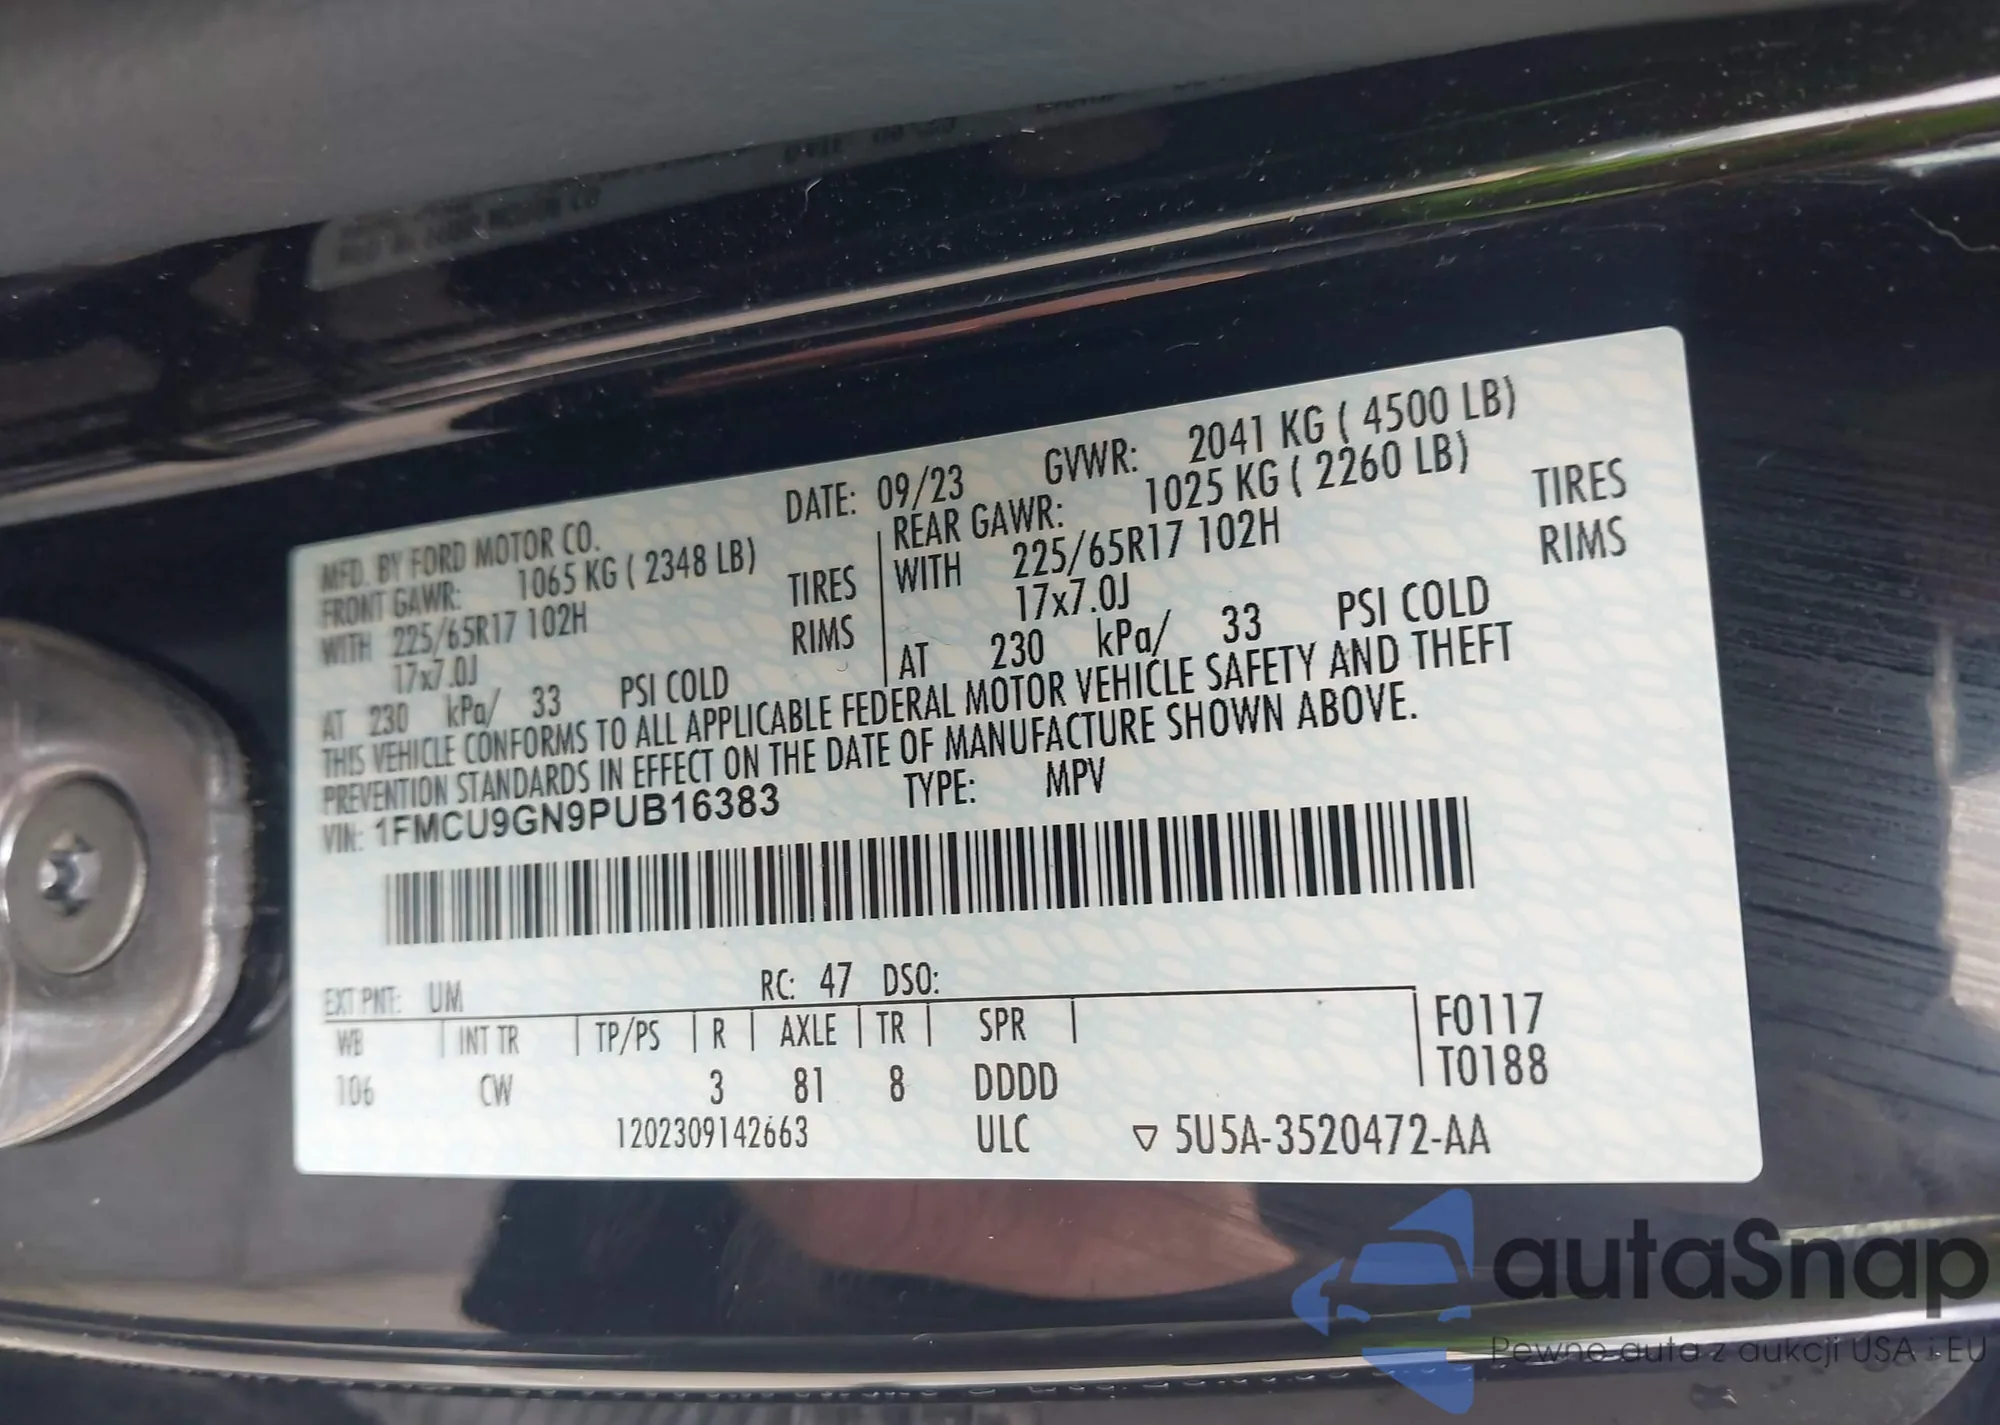 MFD. BY FORD MOTOR CO. DATE: 09/23 GVWR: 2041 KG ( 4500 LB)
FRONT GAWR: 1065 KG ( 2348 LB) REAR GAWR: 1025 KG ( 2260 LB)
WITH 225/65R17 102H TIRES WITH 225/65R17 102H TIRES
17x7.0J RIMS 17x7.0J RIMS
AT 230 kPa/ 33 PSI COLD AT 230 kPa/ 33 PSI COLD
THIS VEHICLE CONFORMS TO ALL APPLICABLE FEDERAL MOTOR VEHICLE SAFETY AND THEFT
PREVENTION STANDARDS IN EFFECT ON THE DATE OF MANUFACTURE SHOWN ABOVE.
VIN: 1FMCU9GN9PUB16383 TYPE: MPV
EXT PNT: UM RC: 47 DSO:
WB INT TR TP/PS R AXLE TR SPR F0117
106 CW 3 81 8 DDDD T0188
1202309142663 ULC ▽ 5U5A-3520472-AA
autaSnap
Pewne auta z aukcji USA i EU